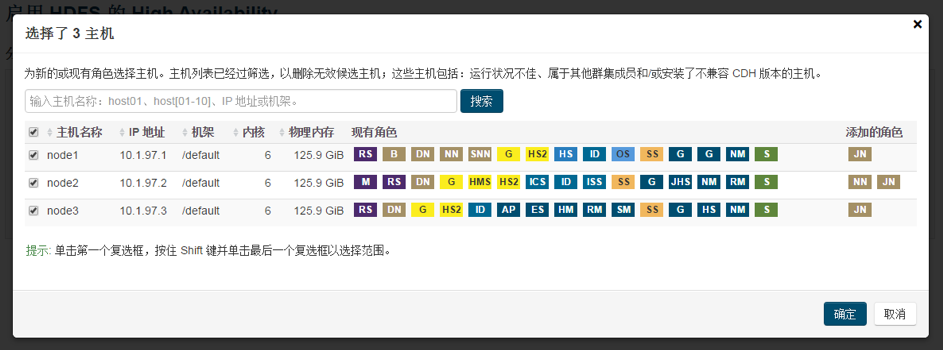 启用 HDFS 的 High Availability
选择了 3 主机
为新的或现有角色选择主机。主机列表已经过筛选，以删除无效候选主机；这些主机包括：运行状况不佳、属于其他群集成员和/或安装了不兼容 CDH 版本的主机。
输入主机名称：host01、host[01-10]、IP 地址或机架。 搜索
主机名称 IP 地址 机架 内核 物理内存 现有角色 添加的角色
node1 10.1.97.1 /default 6 125.9 GiB RS B DN NN SNN G HS2 HS ID OS SS G G NM S JN
node2 10.1.97.2 /default 6 125.9 GiB M RS DN G HMS HS2 ICS ID ISS SS G JHS NM RM S NN JN
node3 10.1.97.3 /default 6 125.9 GiB RS DN G HS2 ID AP ES HM RM SM SS G HS NM S JN
提示: 单击第一个复选框，按住 Shift 键并单击最后一个复选框以选择范围。
确定 取消